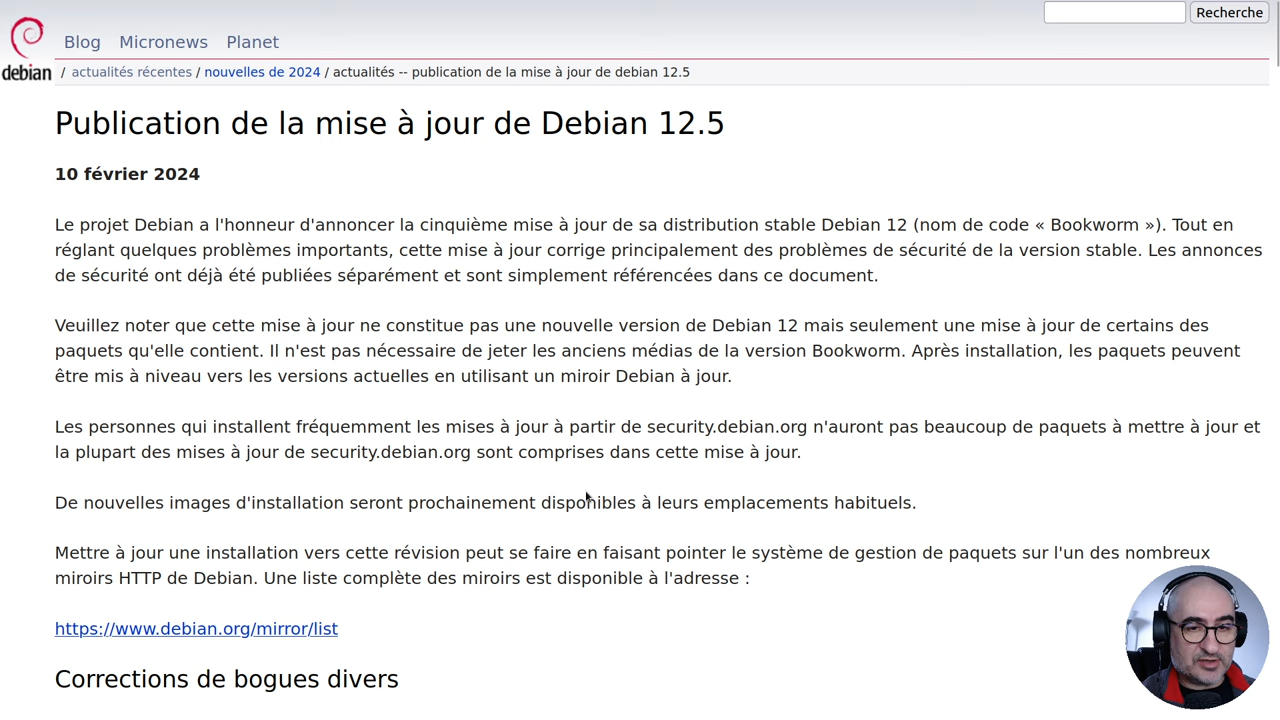 Recherche
Blog Micronews Planet
debian / actualités récentes / nouvelles de 2024 / actualités -- publication de la mise à jour de debian 12.5
Publication de la mise à jour de Debian 12.5
10 février 2024
Le projet Debian a l'honneur d'annoncer la cinquième mise à jour de sa distribution stable Debian 12 (nom de code « Bookworm »). Tout en
réglant quelques problèmes importants, cette mise à jour corrige principalement des problèmes de sécurité de la version stable. Les annonces
de sécurité ont déjà été publiées séparément et sont simplement référencées dans ce document.
Veuillez noter que cette mise à jour ne constitue pas une nouvelle version de Debian 12 mais seulement une mise à jour de certains des
paquets qu'elle contient. Il n'est pas nécessaire de jeter les anciens médias de la version Bookworm. Après installation, les paquets peuvent
être mis à niveau vers les versions actuelles en utilisant un miroir Debian à jour.
Les personnes qui installent fréquemment les mises à jour à partir de security.debian.org n'auront pas beaucoup de paquets à mettre à jour et
la plupart des mises à jour de security.debian.org sont comprises dans cette mise à jour.
De nouvelles images d'installation seront prochainement disponibles à leurs emplacements habituels.
Mettre à jour une installation vers cette révision peut se faire en faisant pointer le système de gestion de paquets sur l'un des nombreux
miroirs HTTP de Debian. Une liste complète des miroirs est disponible à l'adresse :
https://www.debian.org/mirror/list
Corrections de bogues divers